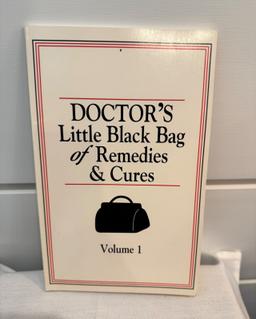 DOCTOR'S
Little Black Bag
of Remedies
& Cures
Volume 1